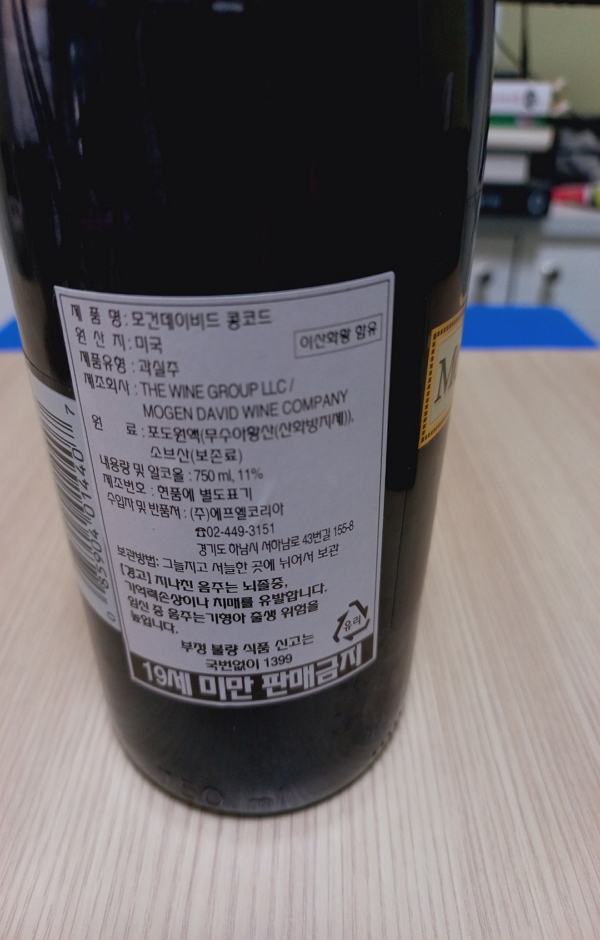 제 품 명 : 모건데이비드 콩코드
원 산 지 : 미국
이산화황 함유
제품유형 : 과실주
제조회사 : THE WINE GROUP LLC /
MOGEN DAVID WINE COMPANY
원 료 : 포도원액(무수아황산(산화방지제)),
소브산(보존료)
내용량 및 알코올 : 750 ml, 11%
제조번호 : 현품에 별도표기
수입자 및 반품처 : (주)에프엘코리아
☎02-449-3151
경기도 하남시 서하남로 43번길 155-8
보관방법: 그늘지고 서늘한 곳에 뉘어서 보관
[경고] 지나친 음주는 뇌졸중,
기억력손상이나 치매를 유발합니다.
임신 중 음주는기형아 출생 위험을
높입니다.
유리
부정 불량 식품 신고는
국번없이 1399
19세 미만 판매금지
0 85904 01440 7
M
750 ml